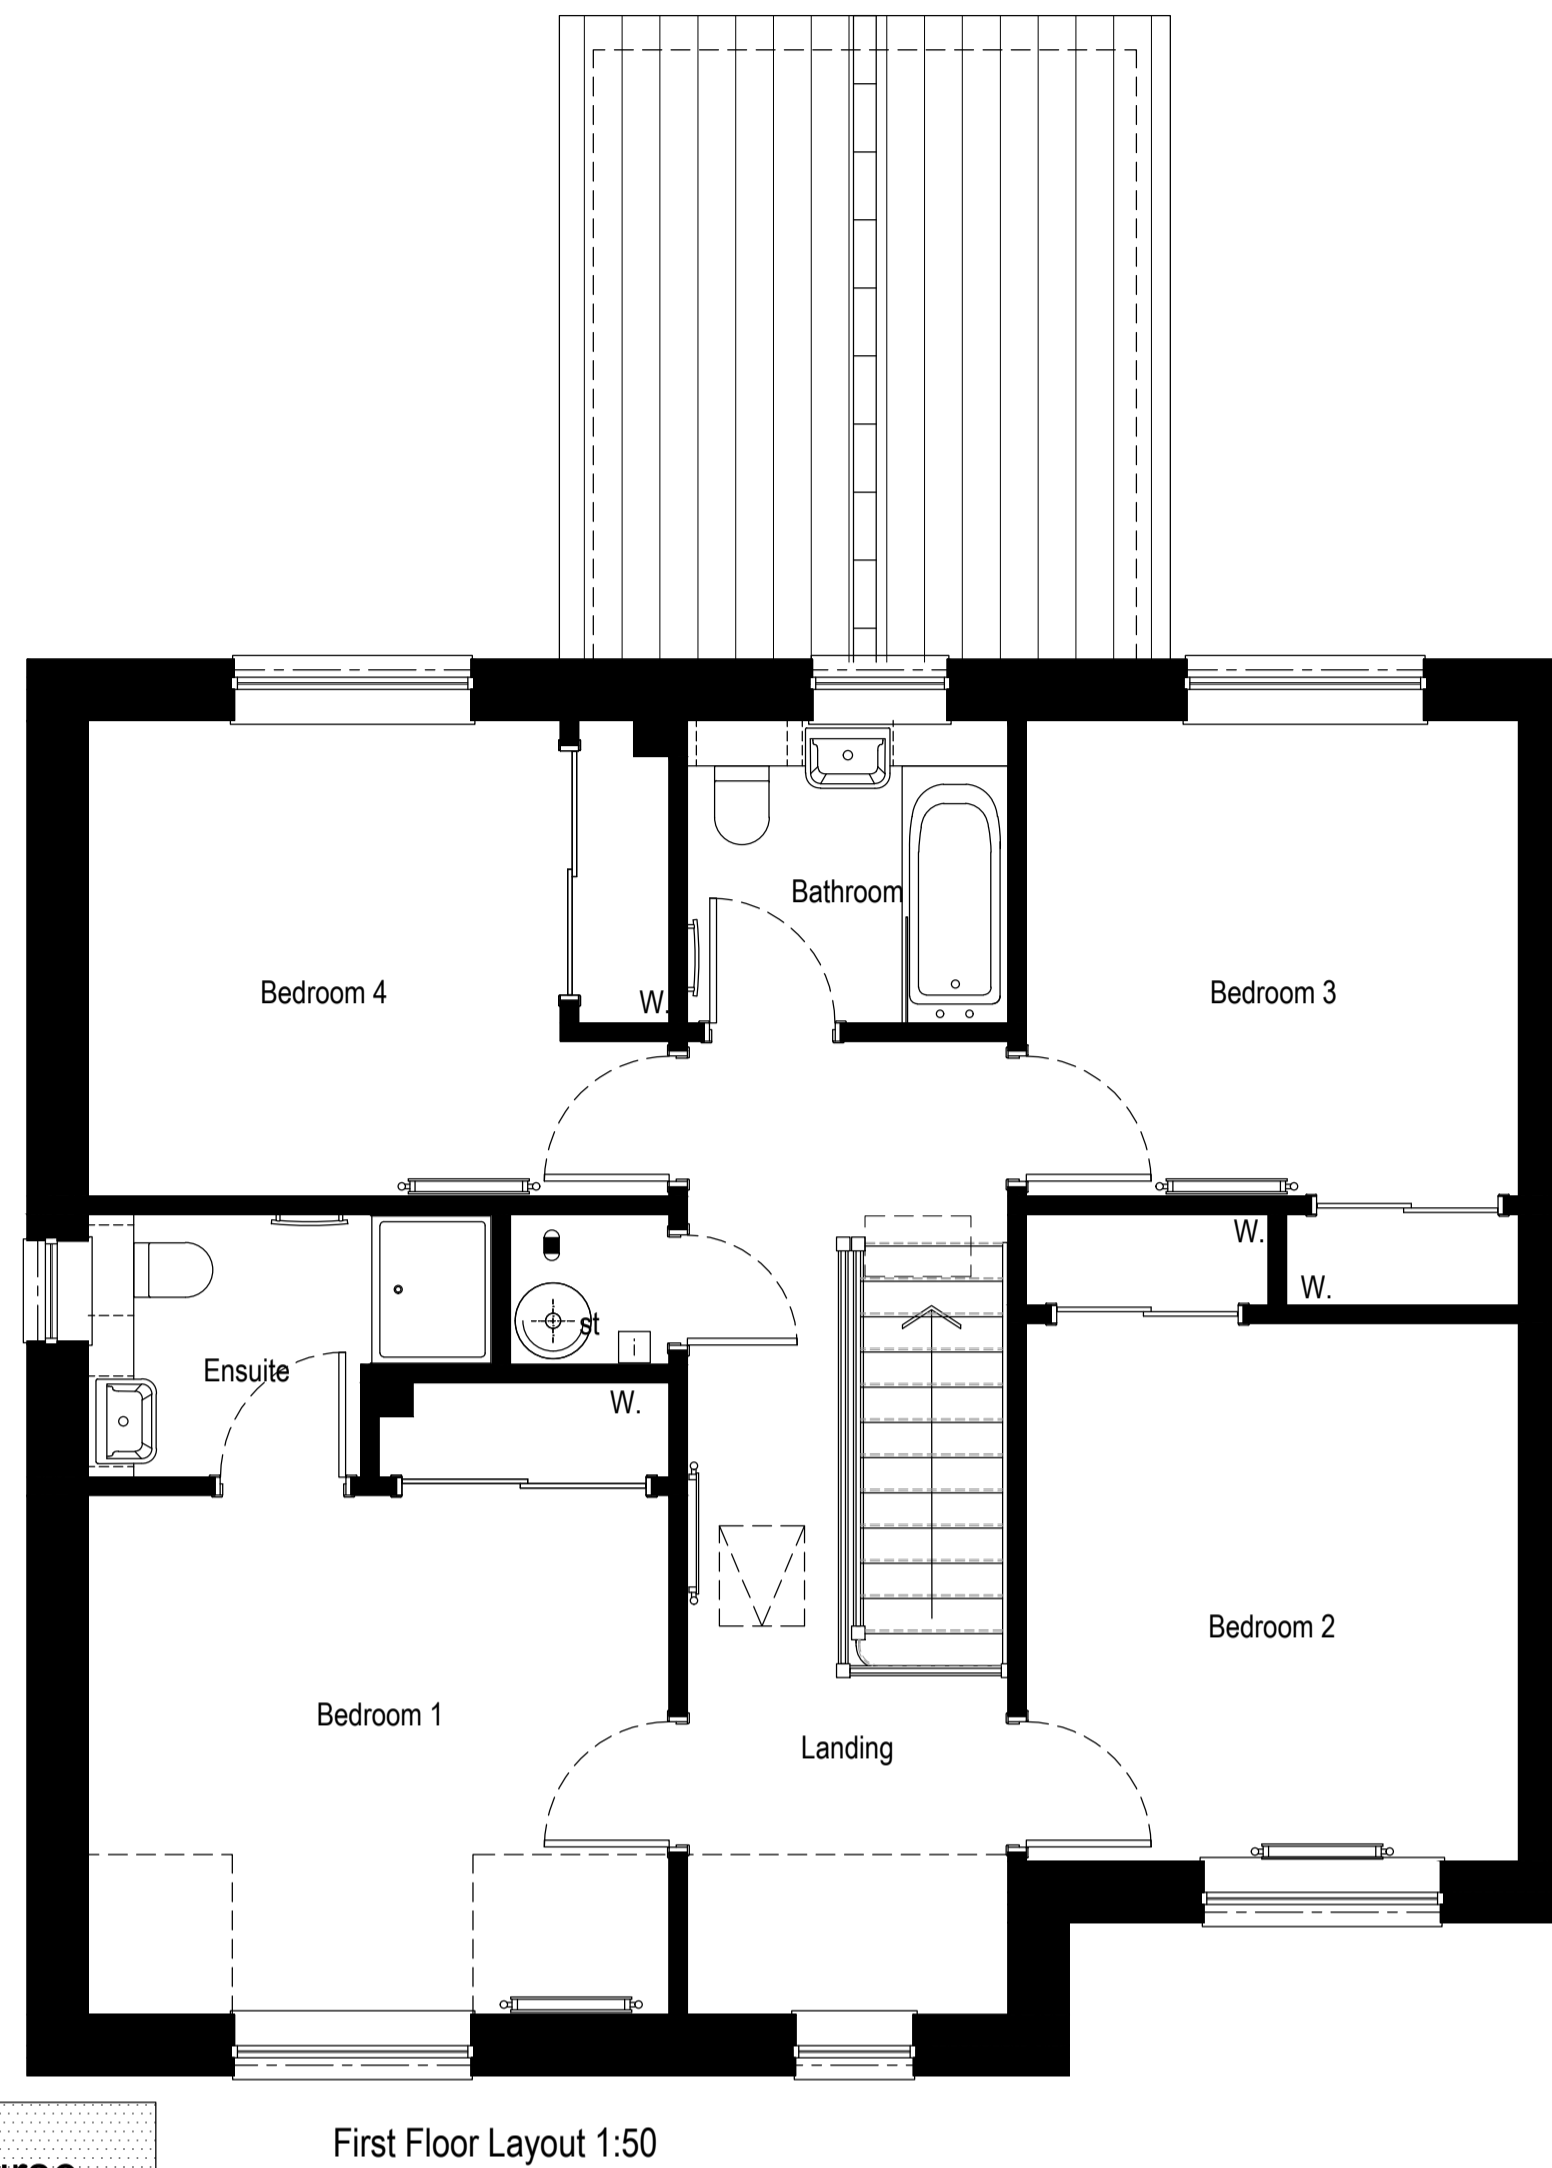 Bathroom
Bedroom 4
W.
Bedroom 3
W.
W.
st
Ensuite
W.
Bedroom 2
Bedroom 1
Landing
First Floor Layout 1:50